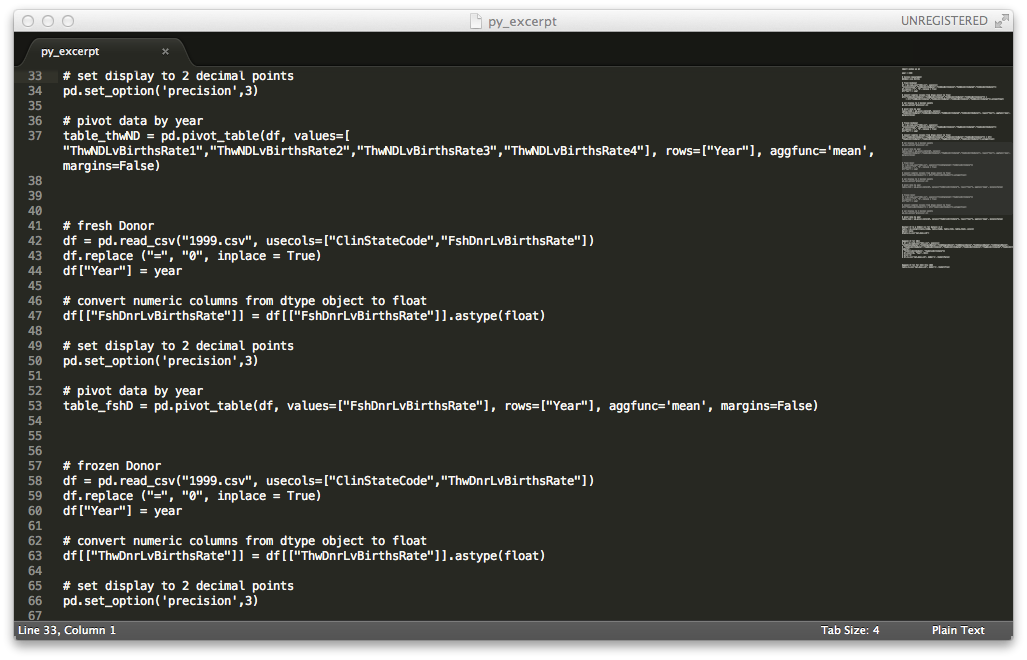 py_excerpt
UNREGISTERED
py_excerpt ×
33 # set display to 2 decimal points
34 pd.set_option('precision',3)
35
36 # pivot data by year
37 table_thwND = pd.pivot_table(df, values=[
"ThwNDLvBirthsRate1","ThwNDLvBirthsRate2","ThwNDLvBirthsRate3","ThwNDLvBirthsRate4"], rows=["Year"], aggfunc='mean',
margins=False)
38
39
40
41 # fresh Donor
42 df = pd.read_csv("1999.csv", usecols=["ClinStateCode","FshDnrLvBirthsRate"])
43 df.replace ("=", "0", inplace = True)
44 df["Year"] = year
45
46 # convert numeric columns from dtype object to float
47 df[["FshDnrLvBirthsRate"]] = df[["FshDnrLvBirthsRate"]].astype(float)
48
49 # set display to 2 decimal points
50 pd.set_option('precision',3)
51
52 # pivot data by year
53 table_fshD = pd.pivot_table(df, values=["FshDnrLvBirthsRate"], rows=["Year"], aggfunc='mean', margins=False)
54
55
56
57 # frozen Donor
58 df = pd.read_csv("1999.csv", usecols=["ClinStateCode","ThwDnrLvBirthsRate"])
59 df.replace ("=", "0", inplace = True)
60 df["Year"] = year
61
62 # convert numeric columns from dtype object to float
63 df[["ThwDnrLvBirthsRate"]] = df[["ThwDnrLvBirthsRate"]].astype(float)
64
65 # set display to 2 decimal points
66 pd.set_option('precision',3)
67
Line 33, Column 1
Tab Size: 4
Plain Text